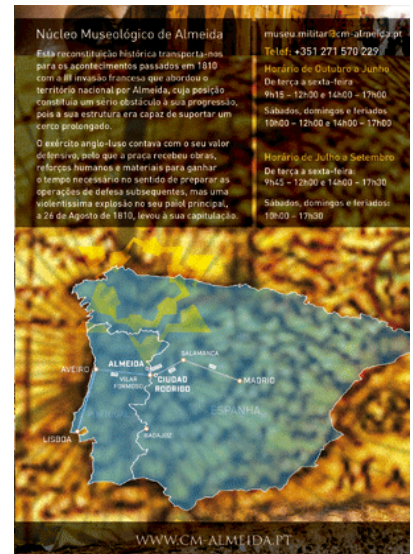 Núcleo Museológico de Almeida
Esta reconstituição histórica transporta-nos
para os acontecimentos passados em 1810
com a III invasão francesa que abordou o
território nacional por Almeida, cuja posição
constituía um sério obstáculo à sua progressão,
pois a sua estrutura era capaz de suportar um
cerco prolongado.
O exército anglo-luso contava com o seu valor
defensivo, pelo que a praça recebeu obras,
reforços humanos e materiais para ganhar
o tempo necessário no sentido de preparar as
operações de defesa subsequentes, mas uma
violentíssima explosão no seu paiol principal,
a 26 de Agosto de 1810, levou à sua capitulação.
museu.militar@cm-almeida.pt
Telef: +351 271 570 229
Horário de Outubro a Junho
De terça a sexta-feira:
9h15 – 12h00 e 14h00 – 17h00
Sábados, domingos e feriados
10h00 – 12h00 e 14h00 – 17h00
Horário de Julho a Setembro
De terça a sexta-feira:
9h45 – 12h00 e 14h00 – 17h30
Sábados, domingos e feriados:
10h00 – 17h30
AVEIRO
ALMEIDA
VILAR
FORMOSO
CIUDAD
RODRIGO
SALAMANCA
MADRID
ESPANHA
LISBOA
BADAJOZ
WWW.CM-ALMEIDA.PT